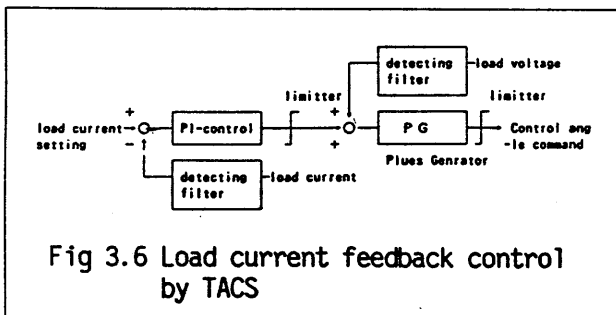 detecting filter
load voltage
limitter
limitter
+
+
load current setting
-
PI-control
+
PG
Control ang-le command
Plues Genrator
detecting filter
load current
Fig 3.6 Load current feedback control
by TACS